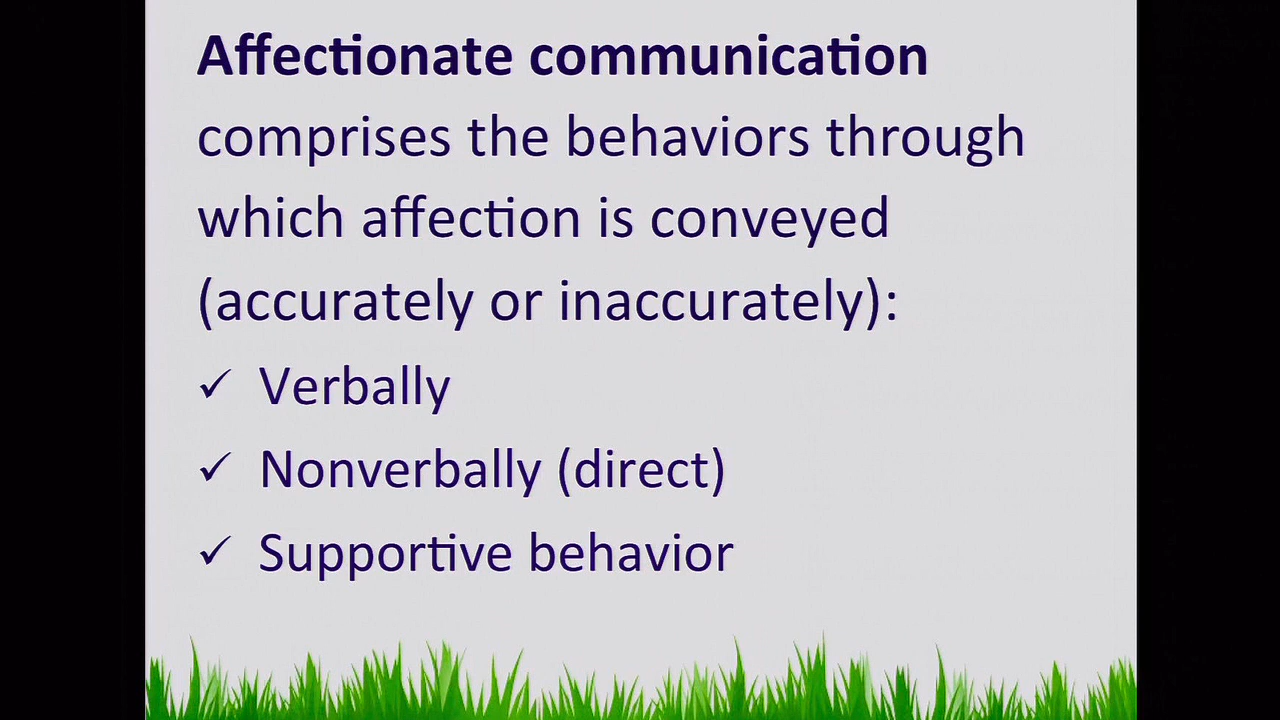 Affectionate communication
comprises the behaviors through
which affection is conveyed
(accurately or inaccurately):
✓ Verbally
✓ Nonverbally (direct)
✓ Supportive behavior